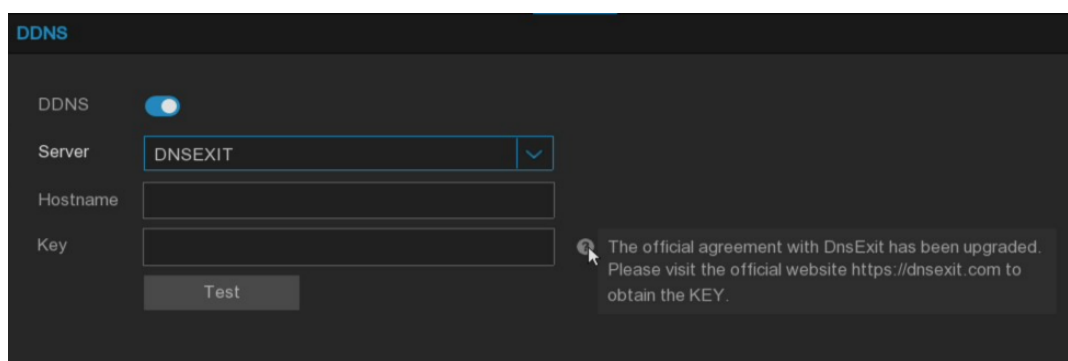 DDNS
DDNS
Server
DNSEXIT
Hostname
Key
The official agreement with DnsExit has been upgraded.
Please visit the official website https://dnsexit.com to
obtain the KEY.
Test